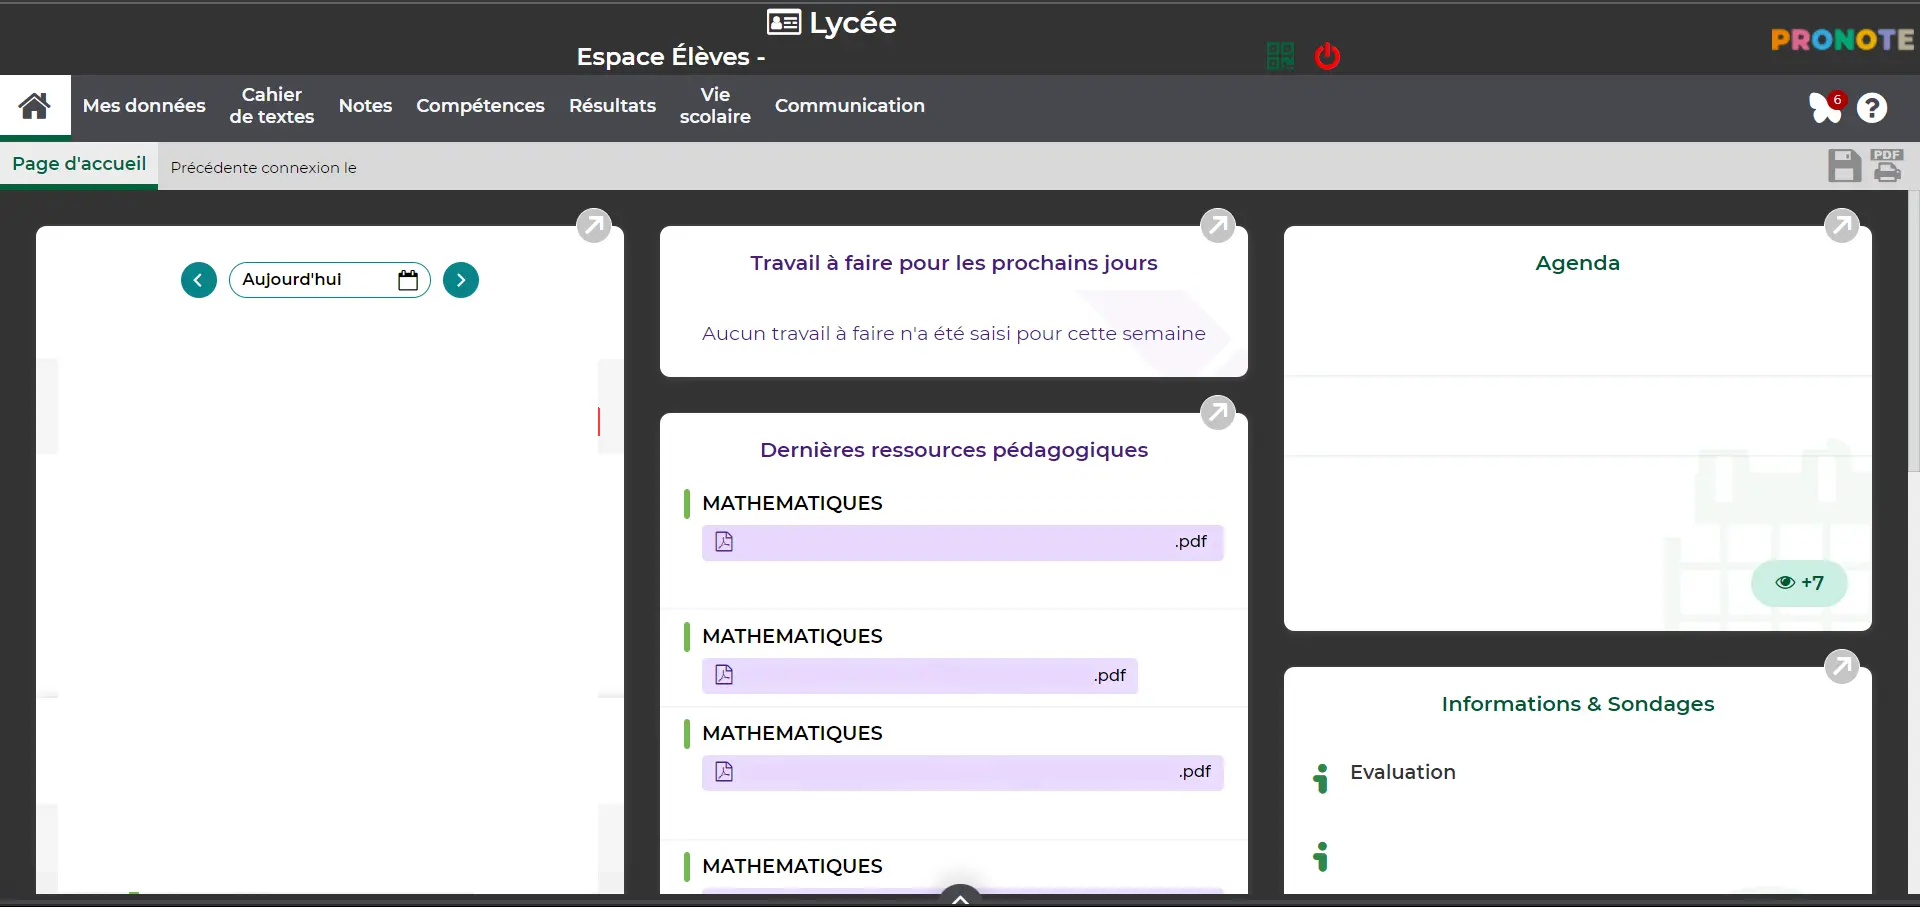 Lycée
Espace Élèves -
PRONOTE
Mes données
Cahier
de textes
Notes
Compétences
Résultats
Vie
scolaire
Communication
6
?
Page d'accueil
Précédente connexion le
PDF
Aujourd'hui
Travail à faire pour les prochains jours
Aucun travail à faire n'a été saisi pour cette semaine
Dernières ressources pédagogiques
MATHEMATIQUES
.pdf
MATHEMATIQUES
.pdf
MATHEMATIQUES
.pdf
MATHEMATIQUES
Agenda
+7
Informations & Sondages
Evaluation